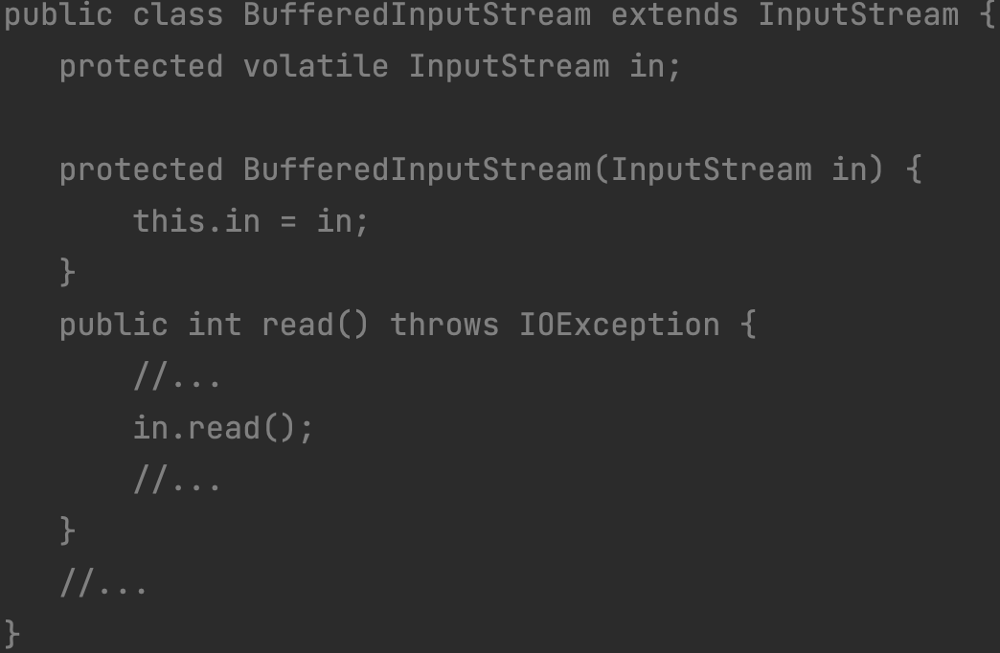 public class BufferedInputStream extends InputStream {
protected volatile InputStream in;
protected BufferedInputStream(InputStream in) {
this.in = in;
}
public int read() throws IOException {
//...
in.read();
//...
}
//...
}